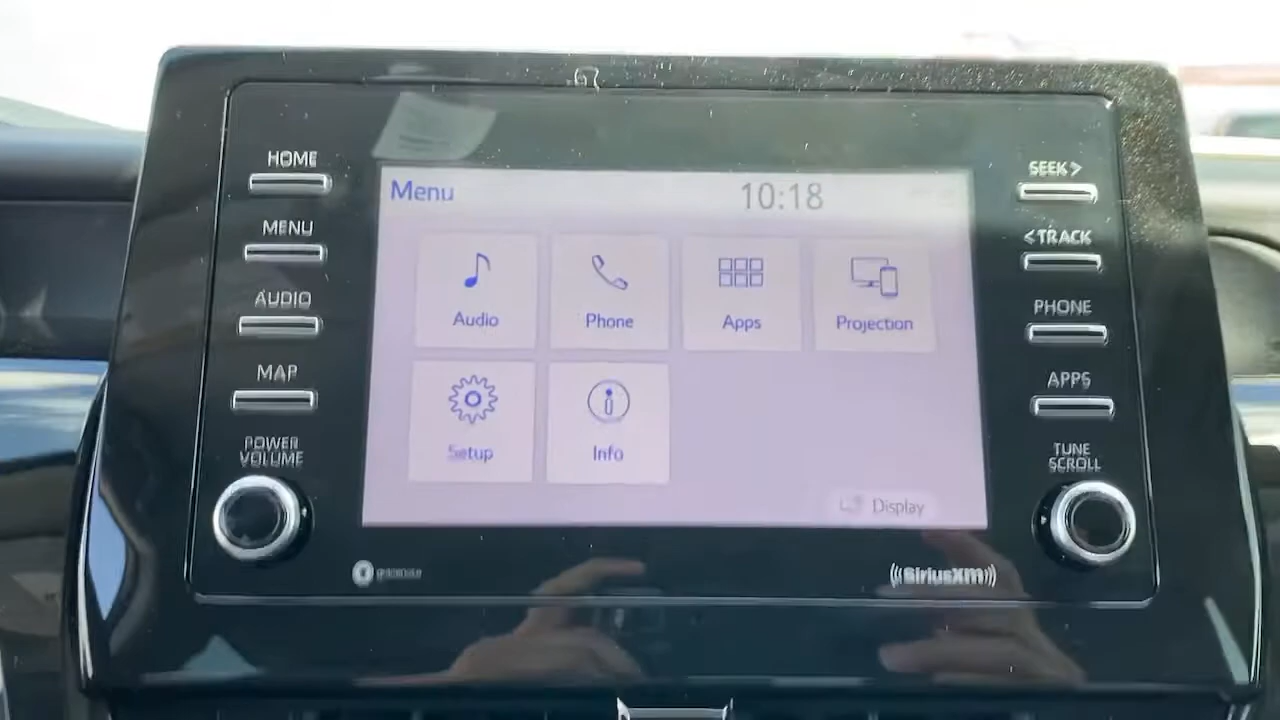 HOME
MENU
AUDIO
MAP
POWER
VOLUME
Menu
10:18
Audio
Phone
Apps
Projection
Setup
Info
Display
SEEK >
< TRACK
PHONE
APPS
TUNE
SCROLL
SiriusXM